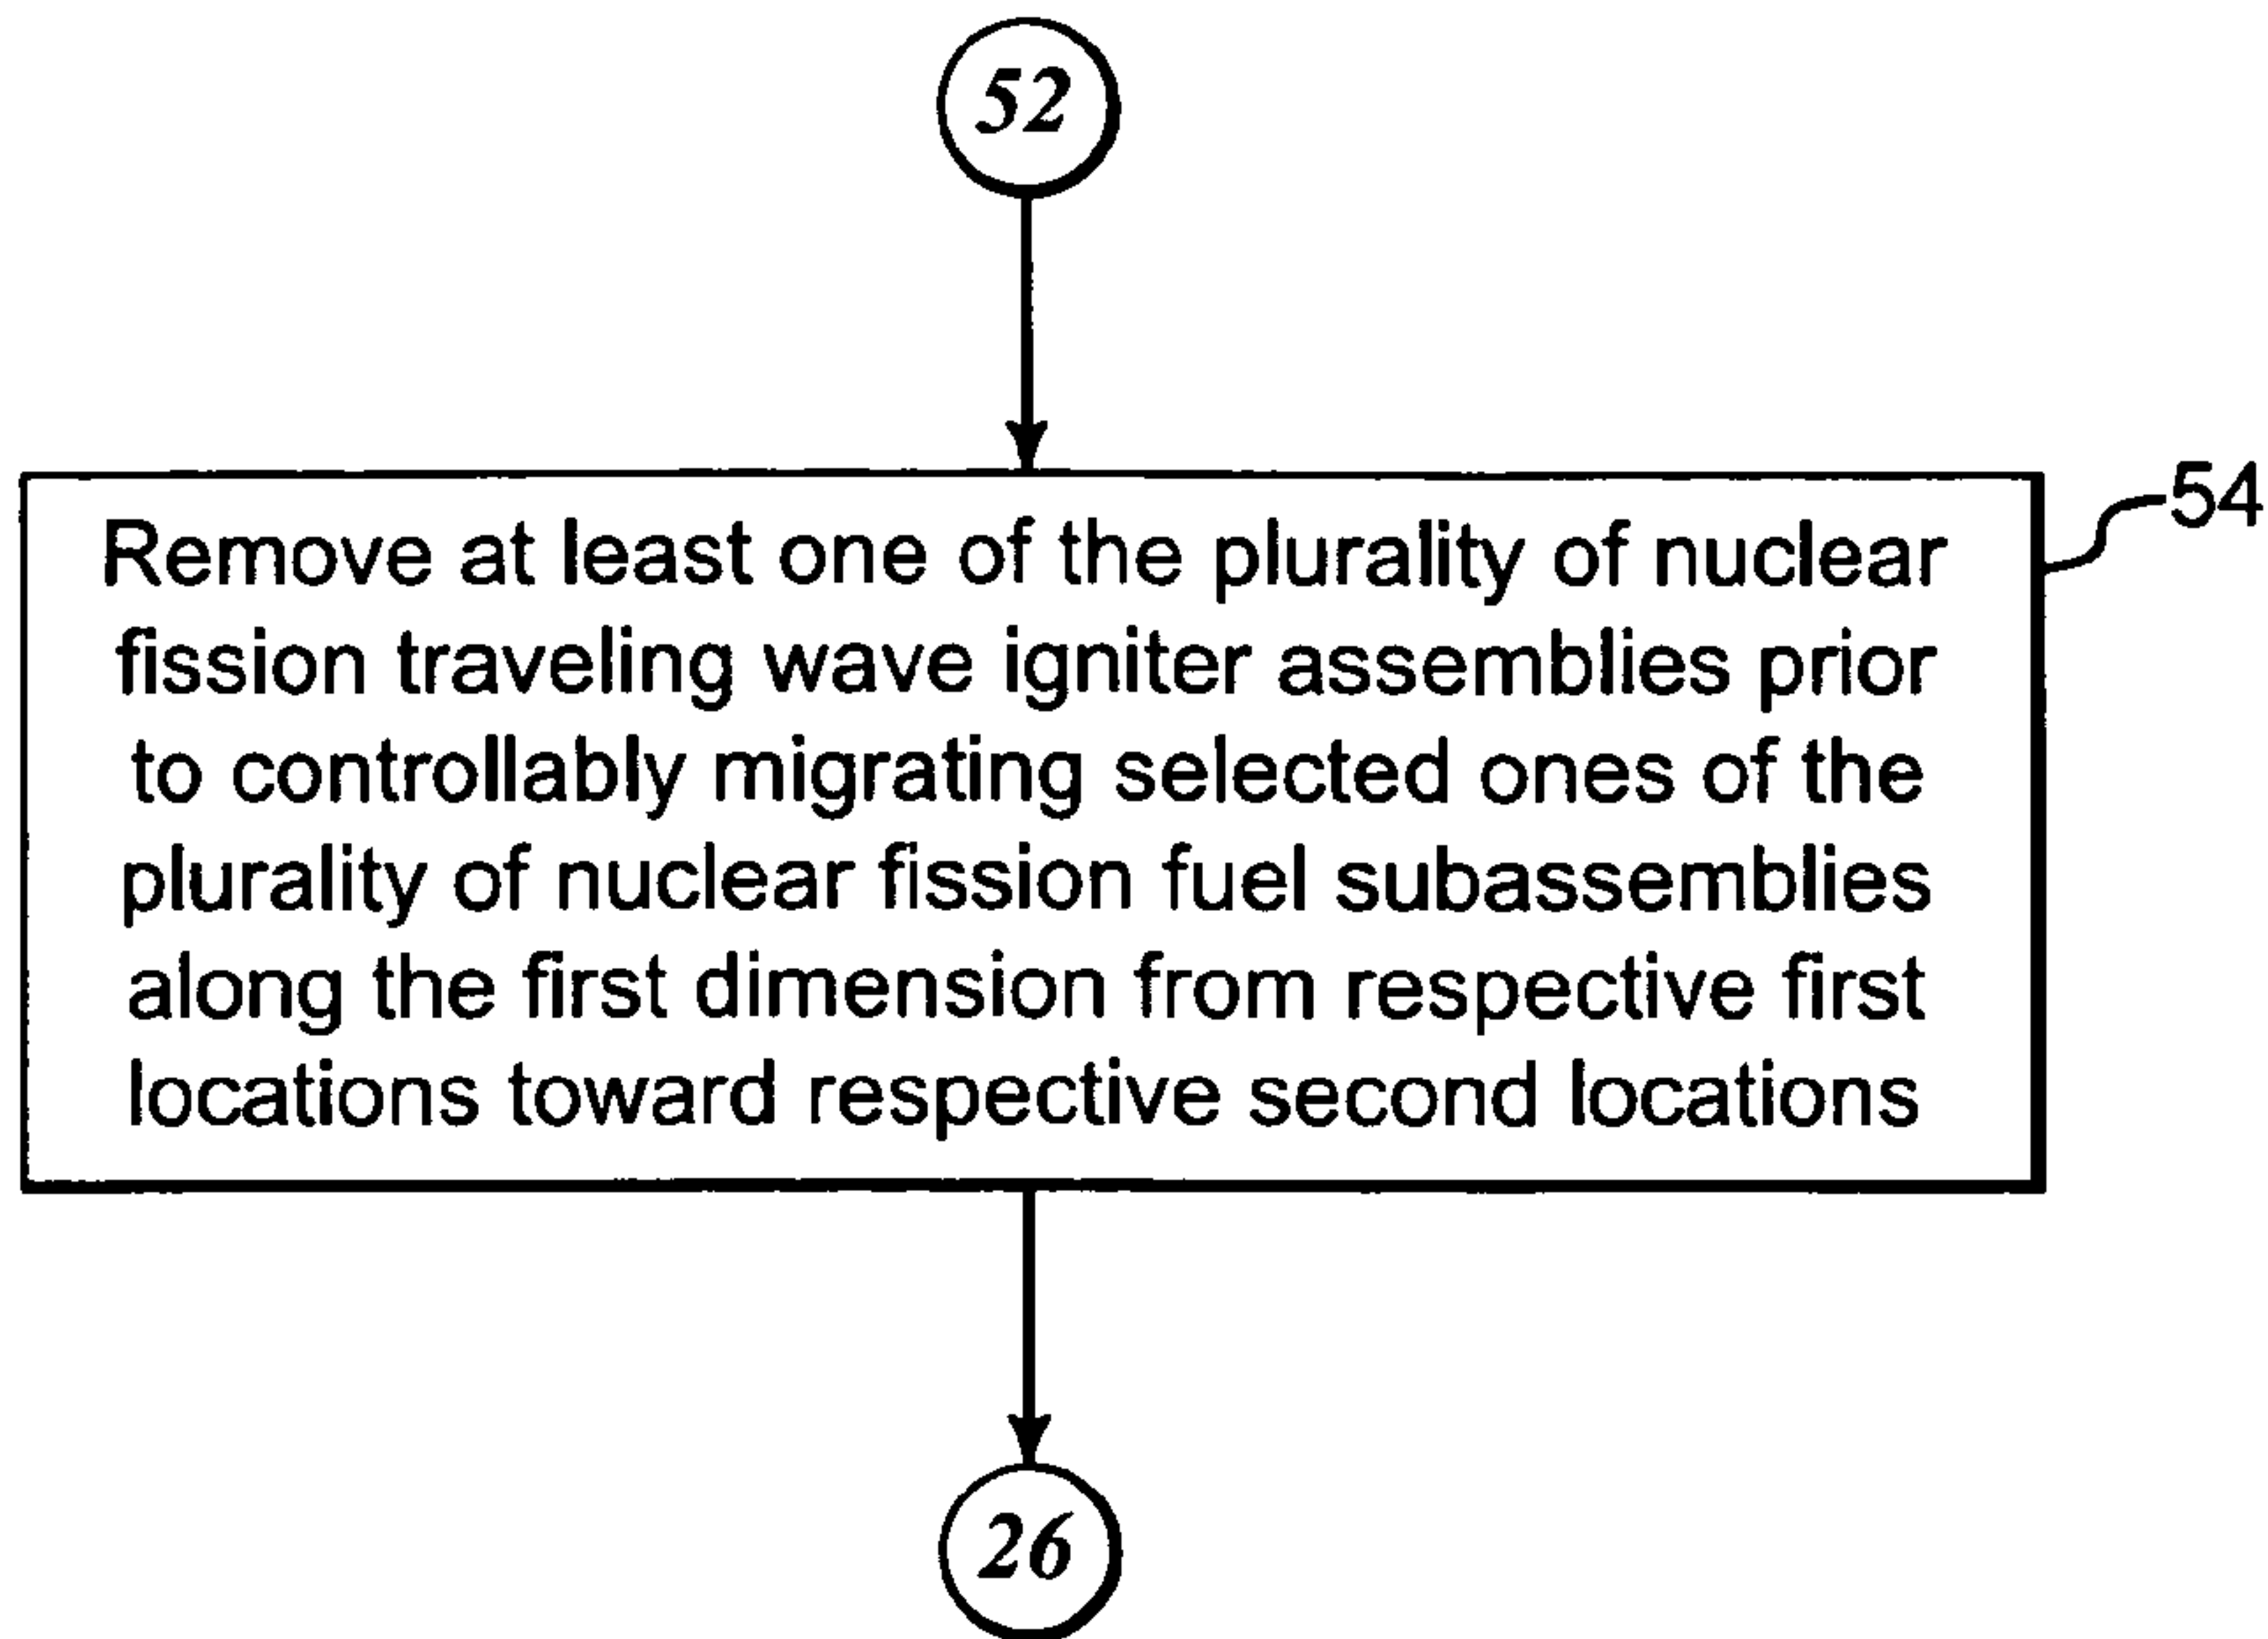 52
54
Remove at least one of the plurality of nuclear
fission traveling wave igniter assemblies prior
to controllably migrating selected ones of the
plurality of nuclear fission fuel subassemblies
along the first dimension from respective first
locations toward respective second locations
26